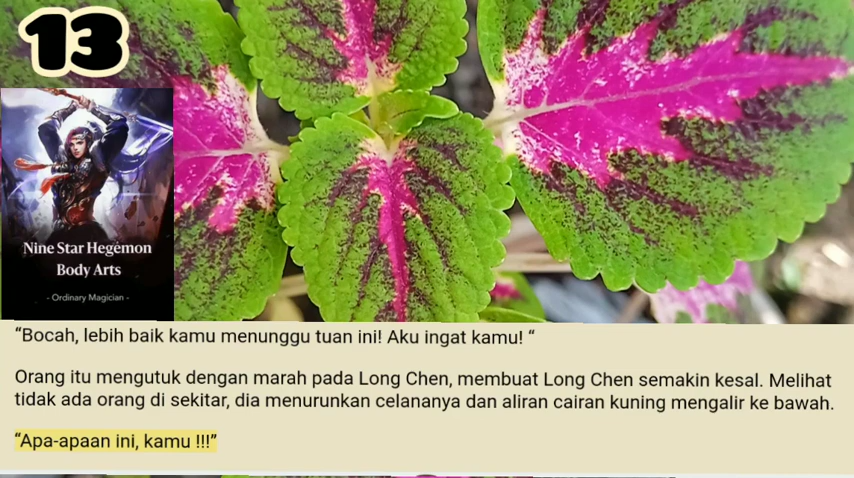 13
Nine Star Hegemon
Body Arts
- Ordinary Magician -
“Bocah, lebih baik kamu menunggu tuan ini! Aku ingat kamu! “
Orang itu mengutuk dengan marah pada Long Chen, membuat Long Chen semakin kesal. Melihat
tidak ada orang di sekitar, dia menurunkan celananya dan aliran cairan kuning mengalir ke bawah.
“Apa-apaan ini, kamu !!!”